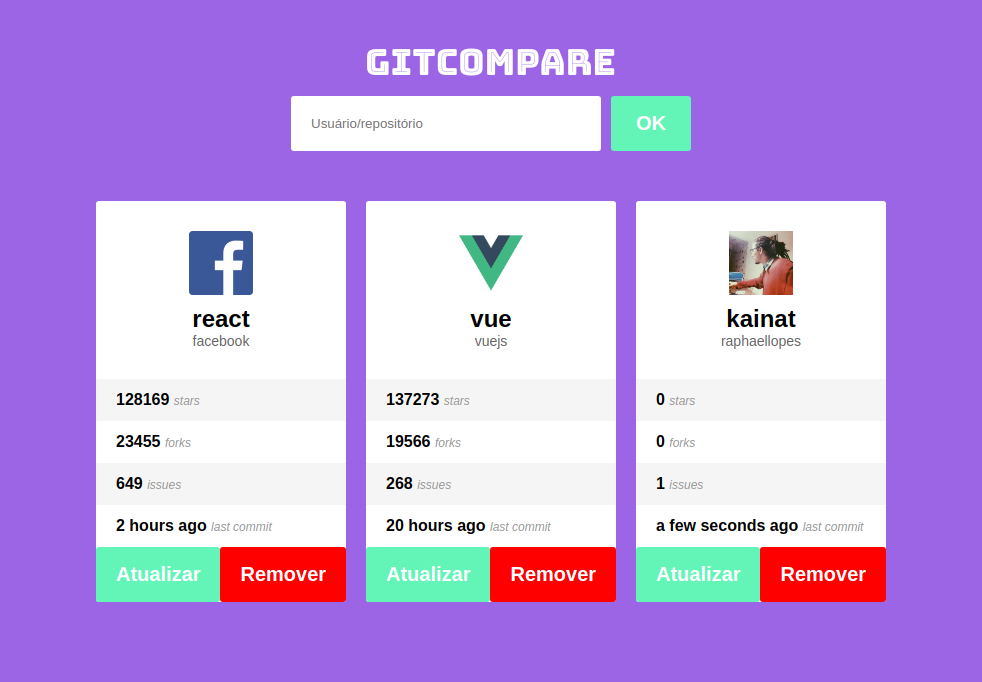 GITCOMPARE
Usuário/repositório
OK
react
facebook
128169 stars
23455 forks
649 issues
2 hours ago last commit
Atualizar
Remover
vue
vuejs
137273 stars
19566 forks
268 issues
20 hours ago last commit
Atualizar
Remover
kainat
raphaellopes
0 stars
0 forks
1 issues
a few seconds ago last commit
Atualizar
Remover